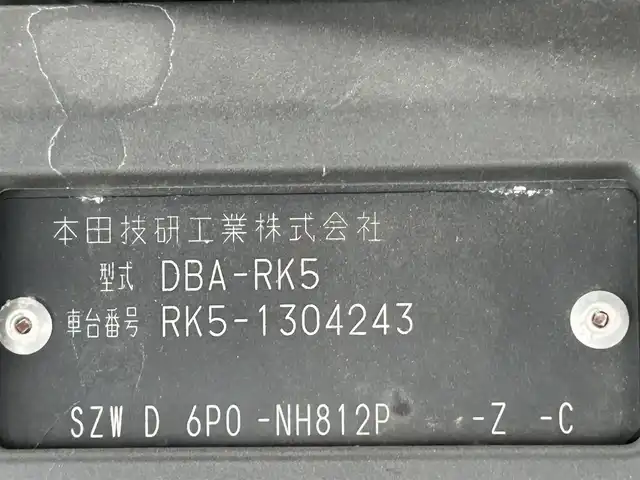 本田技研工業株式会社
型式 DBA-RK5
車台番号 RK5-1304243
SZW D 6P0 -NH812P -Z -C